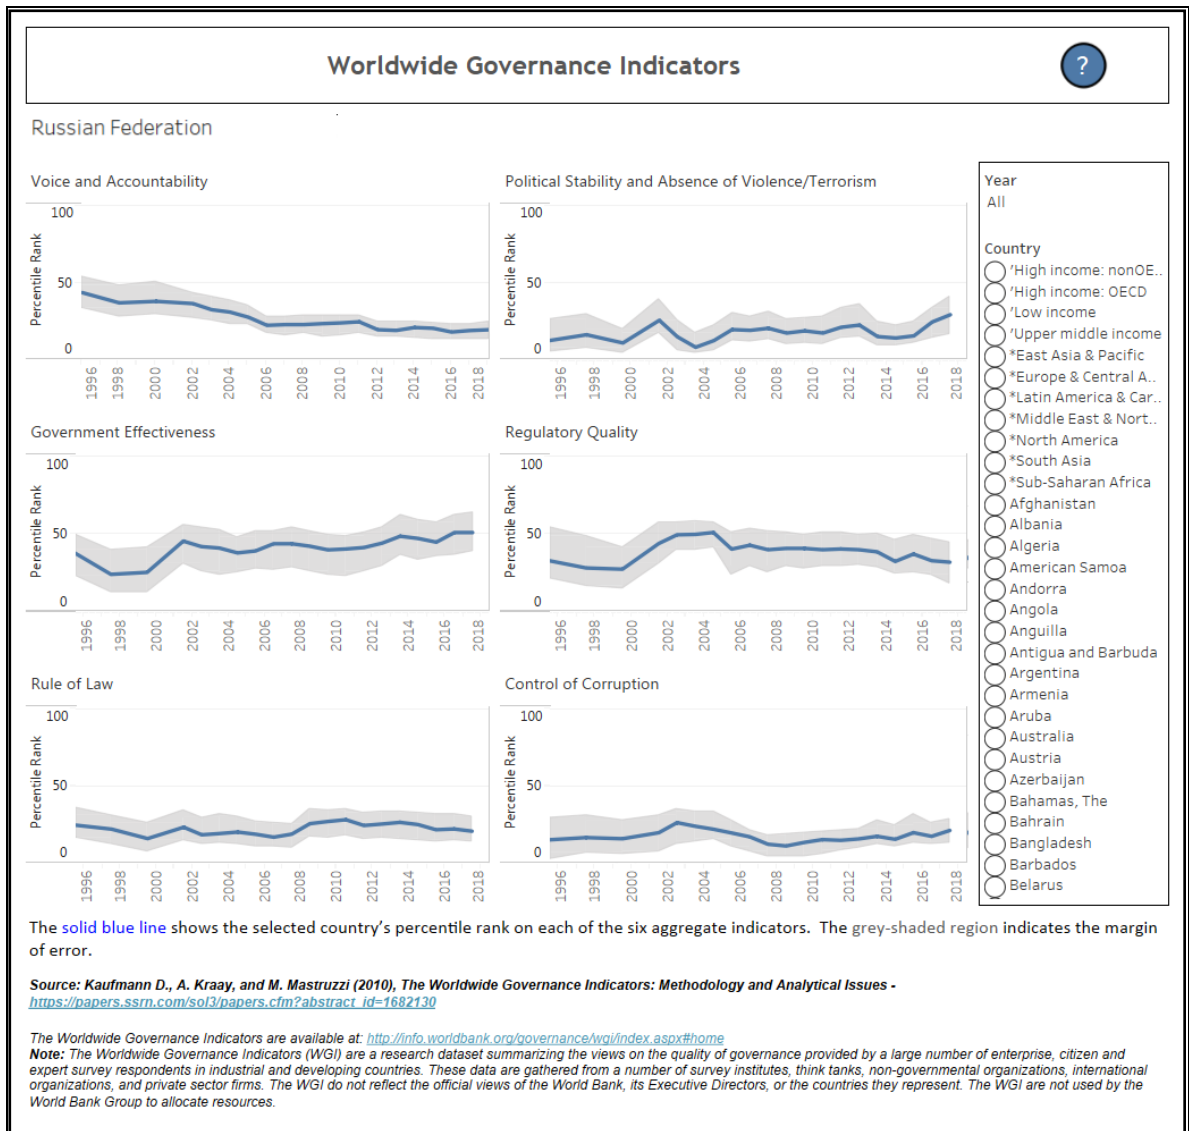 Worldwide Governance Indicators
?
Russian Federation
Voice and Accountability
Percentile Rank
100
50
0
1996
1998
2000
2002
2004
2006
2008
2010
2012
2014
2016
2018
Political Stability and Absence of Violence/Terrorism
Percentile Rank
100
50
0
1996
1998
2000
2002
2004
2006
2008
2010
2012
2014
2016
2018
Government Effectiveness
Percentile Rank
100
50
0
1996
1998
2000
2002
2004
2006
2008
2010
2012
2014
2016
2018
Regulatory Quality
Percentile Rank
100
50
0
1996
1998
2000
2002
2004
2006
2008
2010
2012
2014
2016
2018
Rule of Law
Percentile Rank
100
50
0
1996
1998
2000
2002
2004
2006
2008
2010
2012
2014
2016
2018
Control of Corruption
Percentile Rank
100
50
0
1996
1998
2000
2002
2004
2006
2008
2010
2012
2014
2016
2018
Year
All
Country
'High income: nonOE..
'High income: OECD
'Low income
'Upper middle income
*East Asia & Pacific
*Europe & Central A..
*Latin America & Car..
*Middle East & Nort..
*North America
*South Asia
*Sub-Saharan Africa
Afghanistan
Albania
Algeria
American Samoa
Andorra
Angola
Anguilla
Antigua and Barbuda
Argentina
Armenia
Aruba
Australia
Austria
Azerbaijan
Bahamas, The
Bahrain
Bangladesh
Barbados
Belarus
The solid blue line shows the selected country's percentile rank on each of the six aggregate indicators. The grey-shaded region indicates the margin
of error.
Source: Kaufmann D., A. Kraay, and M. Mastruzzi (2010), The Worldwide Governance Indicators: Methodology and Analytical Issues -
https://papers.ssrn.com/sol3/papers.cfm?abstract_id=1682130
The Worldwide Governance Indicators are available at: http://info.worldbank.org/governance/wgi/index.aspx#home
Note: The Worldwide Governance Indicators (WGI) are a research dataset summarizing the views on the quality of governance provided by a large number of enterprise, citizen and
expert survey respondents in industrial and developing countries. These data are gathered from a number of survey institutes, think tanks, non-governmental organizations, international
organizations, and private sector firms. The WGI do not reflect the official views of the World Bank, its Executive Directors, or the countries they represent. The WGI are not used by the
World Bank Group to allocate resources.